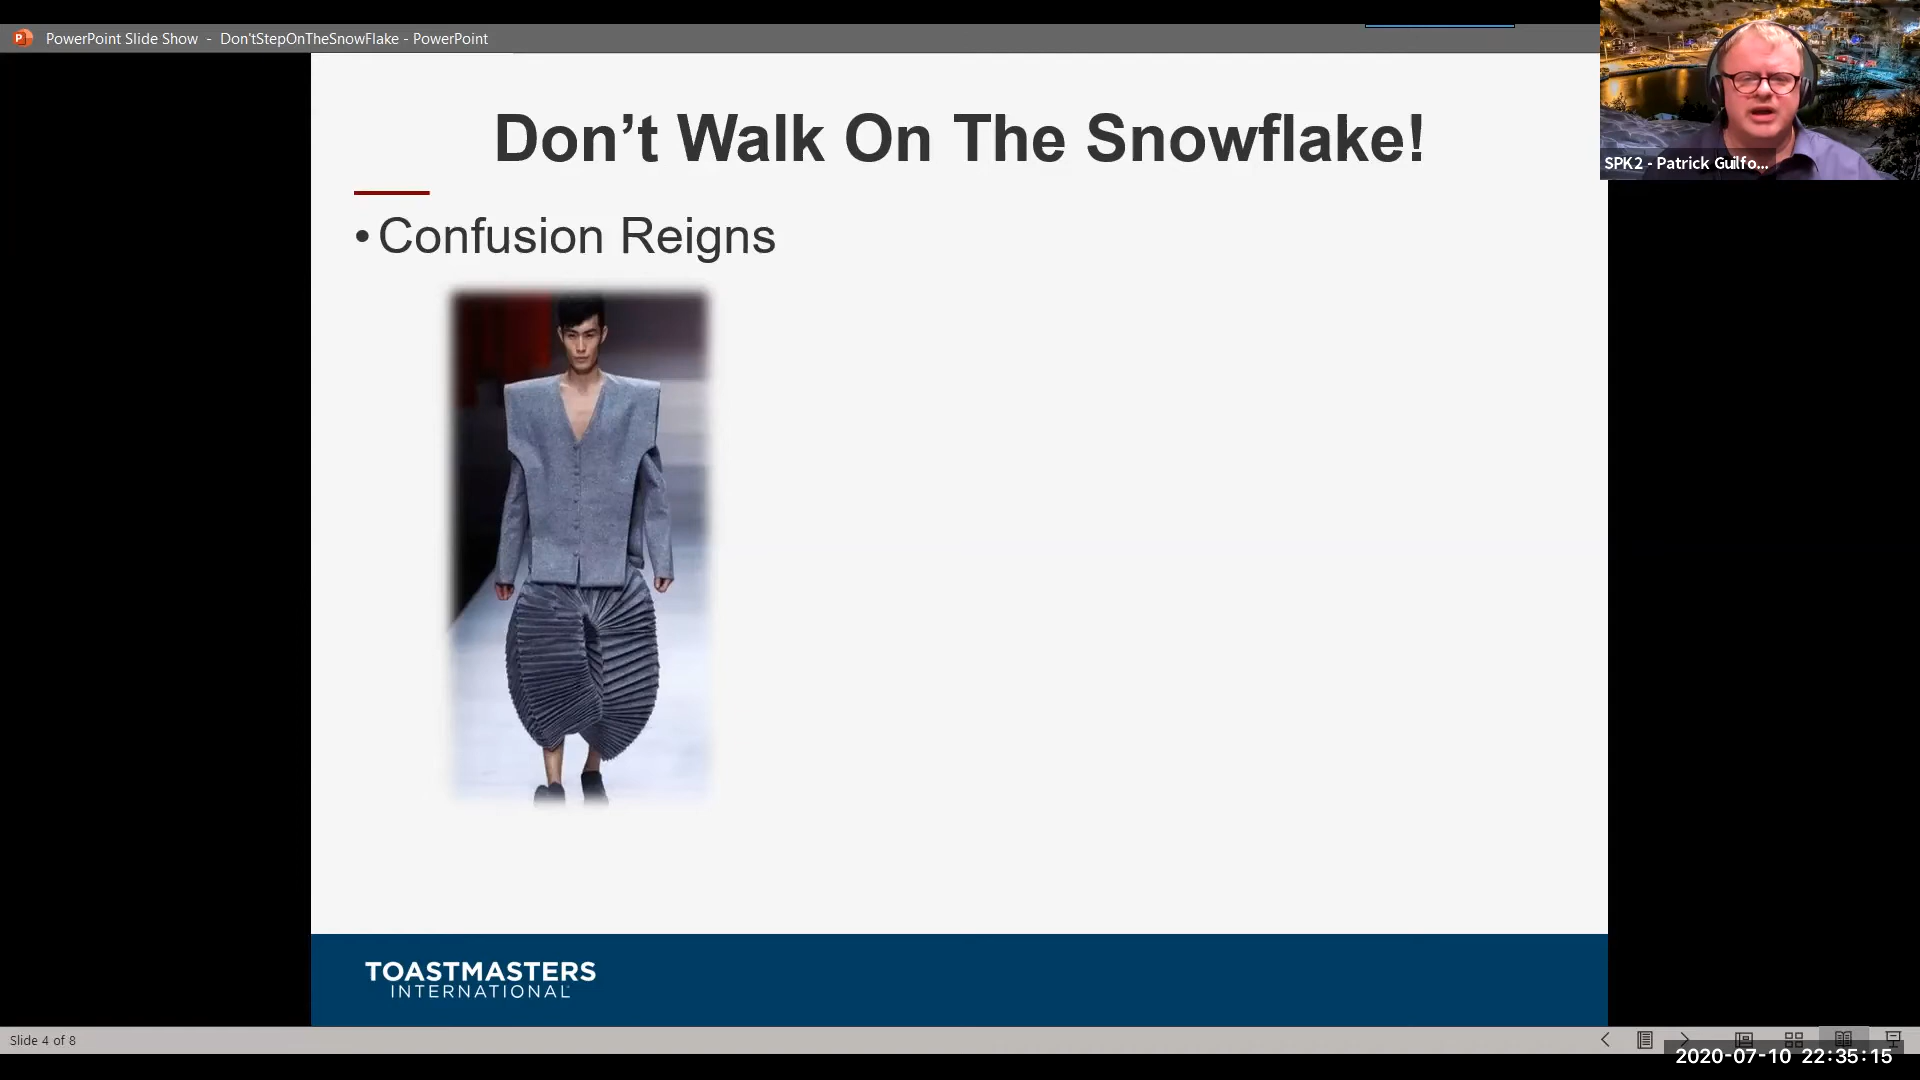 PowerPoint Slide Show - Don'tStepOnTheSnowFlake - PowerPoint
Don’t Walk On The Snowflake!
SPK2 - Patrick Guilfo...
• Confusion Reigns
TOASTMASTERS
INTERNATIONAL
Slide 4 of 8
2020-07-10 22:35:15